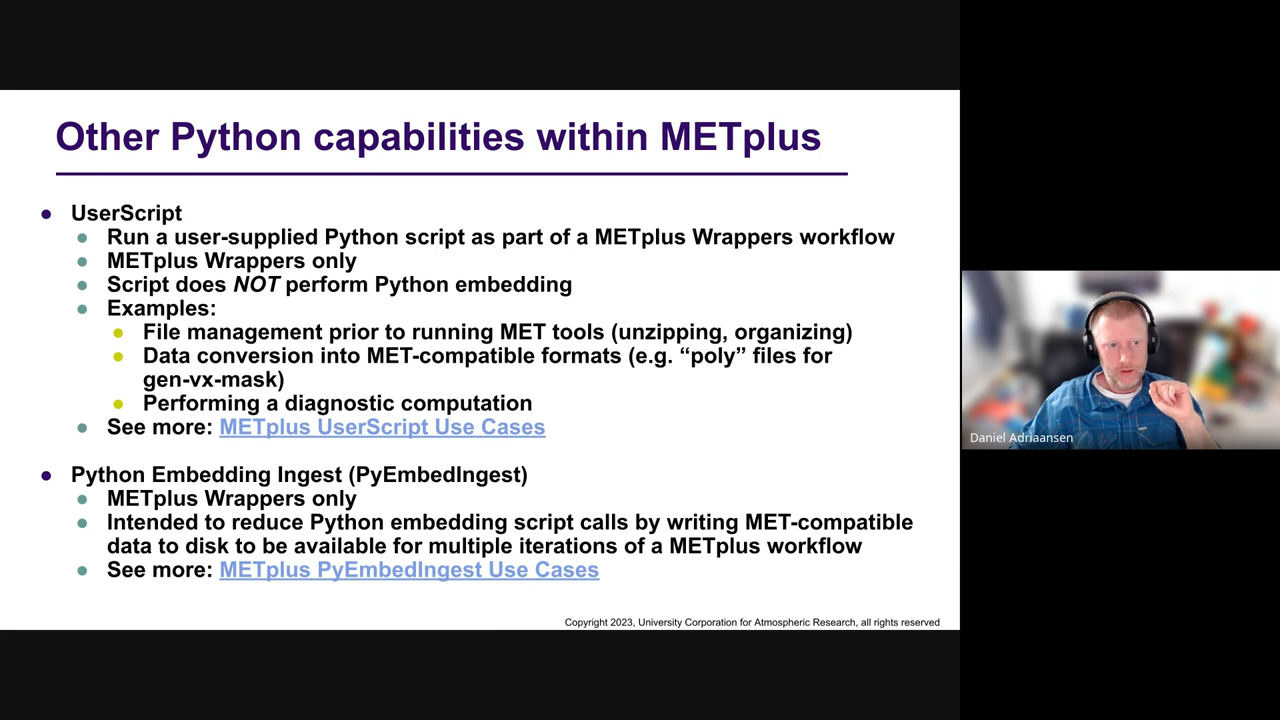 Other Python capabilities within METplus
● UserScript
● Run a user-supplied Python script as part of a METplus Wrappers workflow
● METplus Wrappers only
● Script does NOT perform Python embedding
● Examples:
● File management prior to running MET tools (unzipping, organizing)
● Data conversion into MET-compatible formats (e.g. “poly” files for
gen-vx-mask)
● Performing a diagnostic computation
● See more: METplus UserScript Use Cases
● Python Embedding Ingest (PyEmbedIngest)
● METplus Wrappers only
● Intended to reduce Python embedding script calls by writing MET-compatible
data to disk to be available for multiple iterations of a METplus workflow
● See more: METplus PyEmbedIngest Use Cases
Copyright 2023, University Corporation for Atmospheric Research, all rights reserved
Daniel Adriaansen